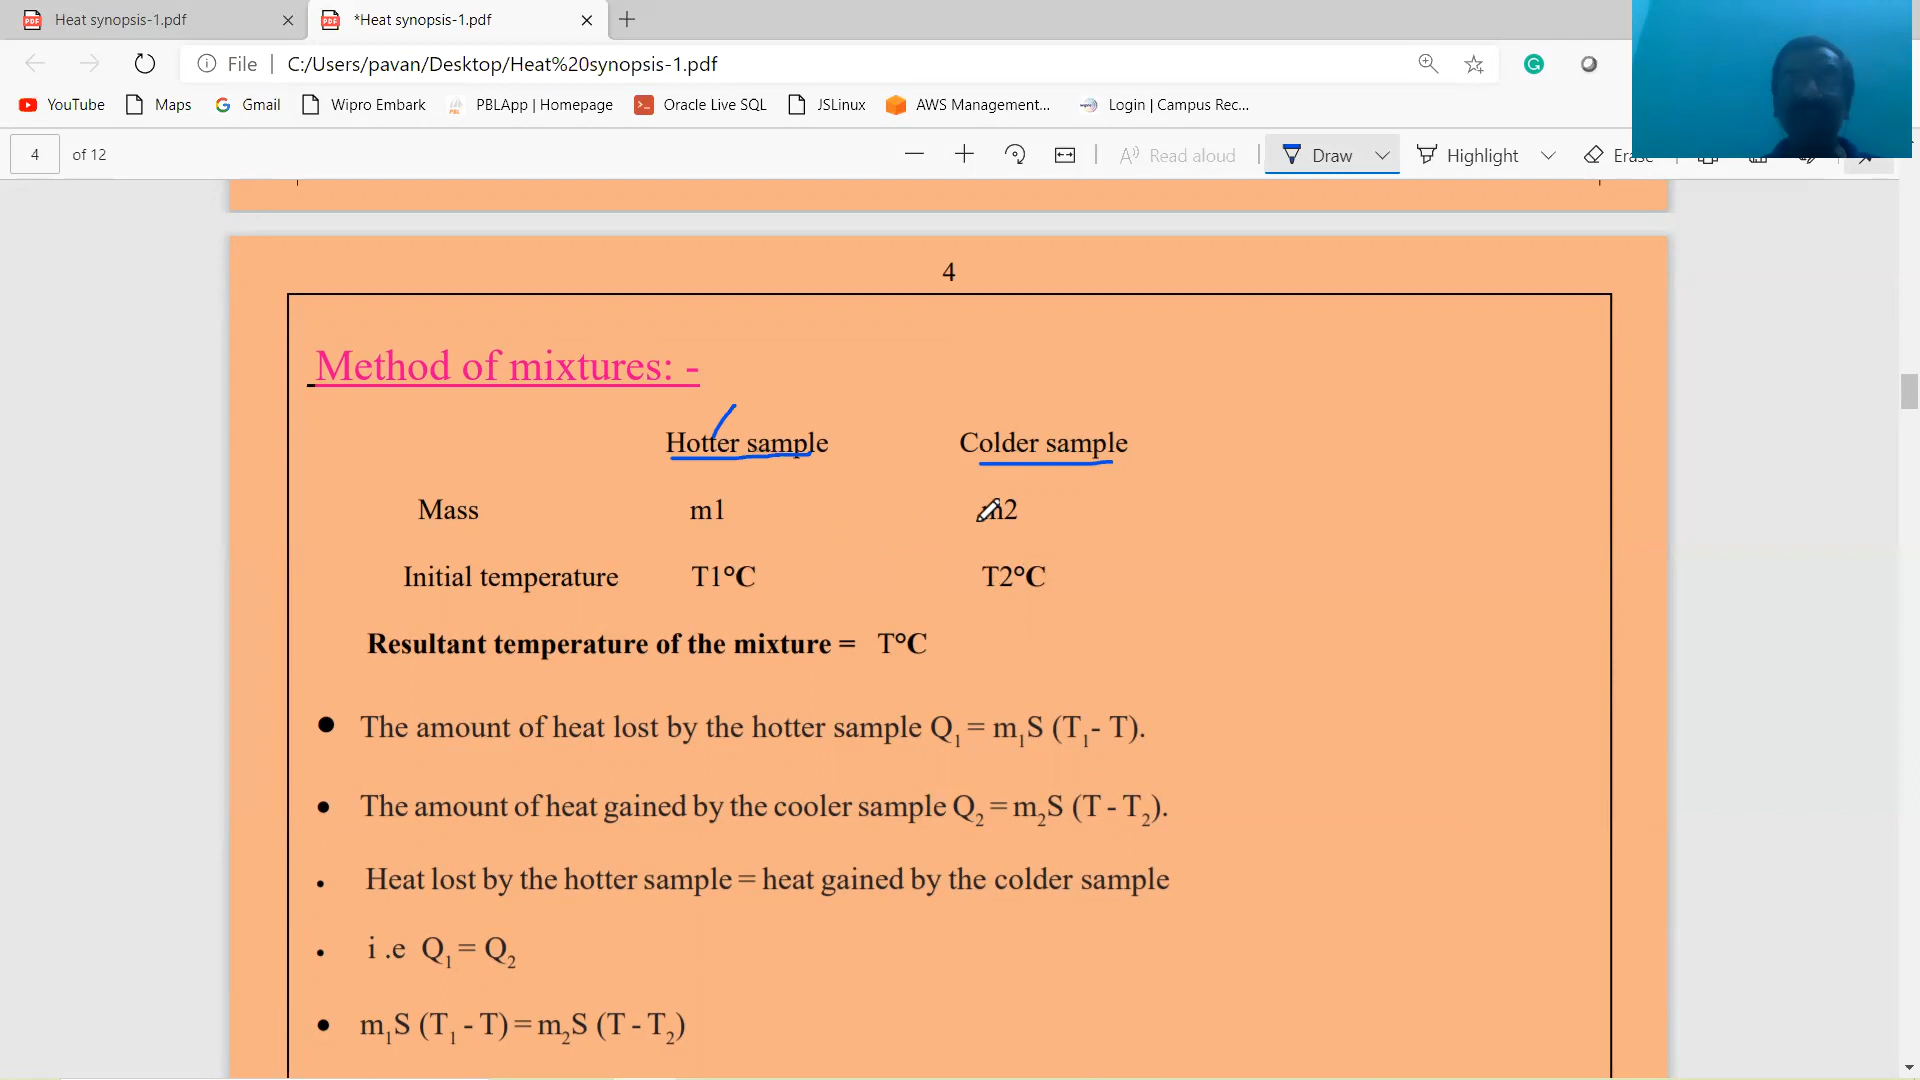 Heat synopsis-1.pdf
*Heat synopsis-1.pdf
File
C:/Users/pavan/Desktop/Heat%20synopsis-1.pdf
YouTube Maps Gmail Wipro Embark PBLApp | Homepage Oracle Live SQL JSLinux AWS Management... Login | Campus Rec...
4 of 12 Read aloud Draw Highlight
4
Method of mixtures: -
Hotter sample Colder sample
Mass m1 m2
Initial temperature T1°C T2°C
Resultant temperature of the mixture = T°C
● The amount of heat lost by the hotter sample Q₁ = m₁S (T₁- T).
● The amount of heat gained by the cooler sample Q₂ = m₂S (T - T₂).
• Heat lost by the hotter sample = heat gained by the colder sample
• i .e Q₁ = Q₂
● m₁S (T₁ - T) = m₂S (T - T₂)